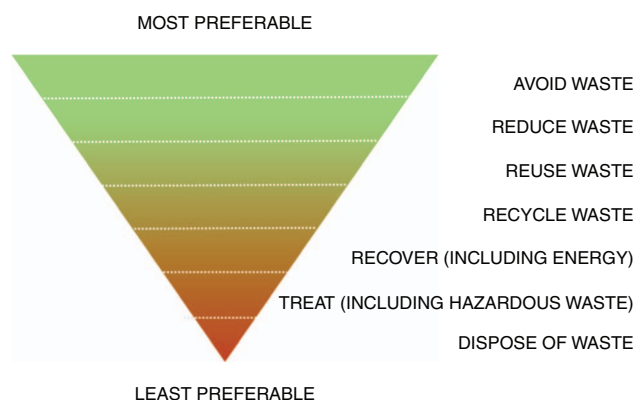 MOST PREFERABLE
AVOID WASTE
REDUCE WASTE
REUSE WASTE
RECYCLE WASTE
RECOVER (INCLUDING ENERGY)
TREAT (INCLUDING HAZARDOUS WASTE)
DISPOSE OF WASTE
LEAST PREFERABLE